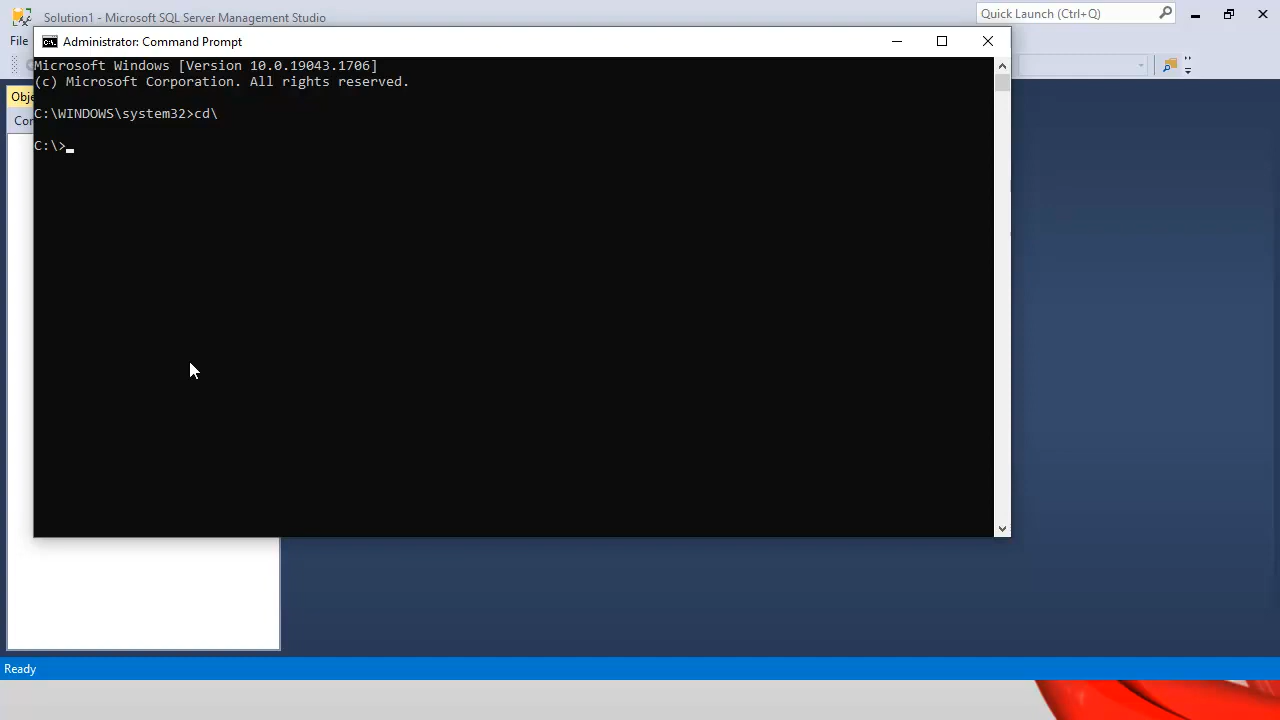 Solution1 - Microsoft SQL Server Management Studio
Quick Launch (Ctrl+Q)
File
Administrator: Command Prompt
Microsoft Windows [Version 10.0.19043.1706]
(c) Microsoft Corporation. All rights reserved.
C:\WINDOWS\system32>cd\
C:\>
Ready